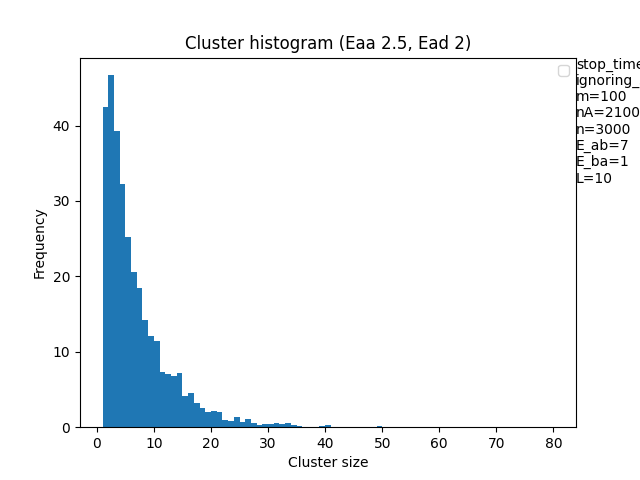 Cluster histogram (Eaa 2.5, Ead 2)
stop_time
ignoring_
m=100
nA=2100
n=3000
E_ab=7
E_ba=1
L=10
Frequency
40
30
20
10
0
0 10 20 30 40 50 60 70 80
Cluster size